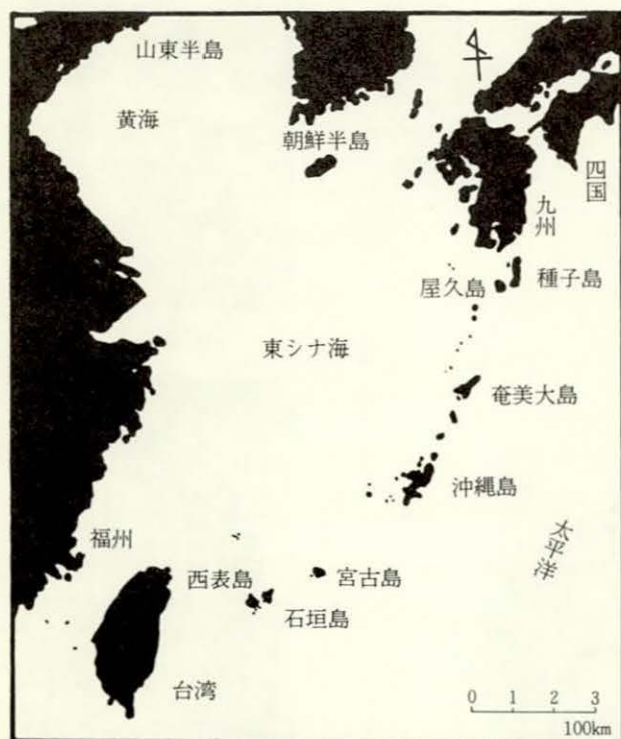 山東半島
黄海
朝鮮半島
四国
九州
屋久島
種子島
東シナ海
奄美大島
沖縄島
太平洋
福州
西表島
宮古島
石垣島
台湾
0 1 2 3
100km